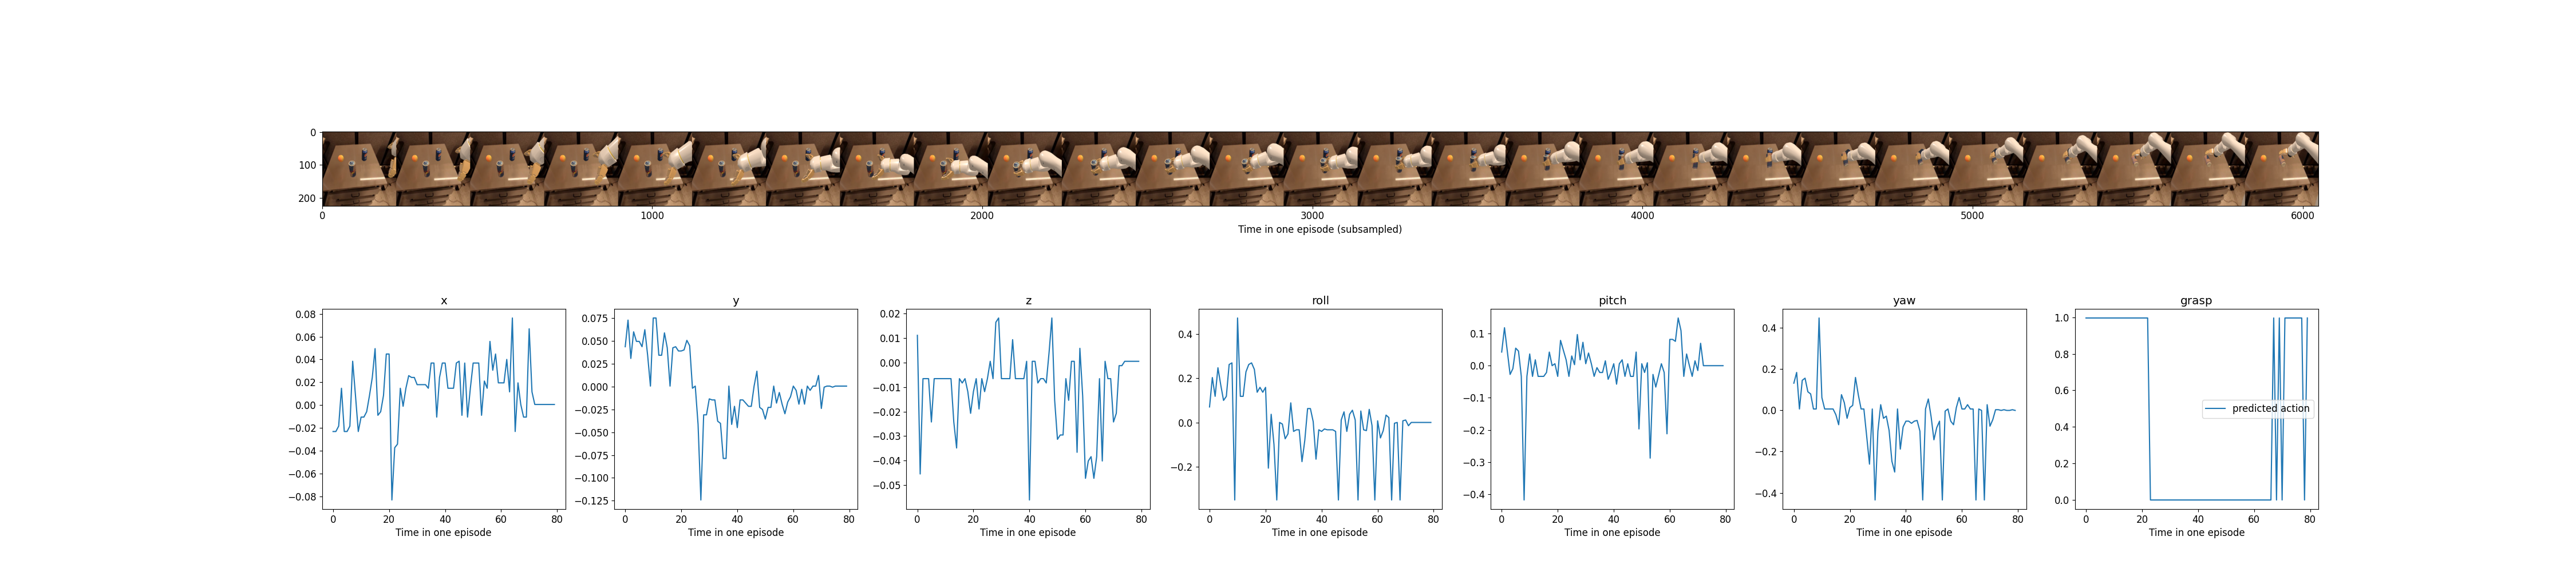 0
100
200
0 1000 2000 3000 4000 5000 6000
Time in one episode (subsampled)
x
0.08
0.06
0.04
0.02
0.00
−0.02
−0.04
−0.06
−0.08
0 20 40 60 80
Time in one episode
y
0.075
0.050
0.025
0.000
−0.025
−0.050
−0.075
−0.100
−0.125
0 20 40 60 80
Time in one episode
z
0.02
0.01
0.00
−0.01
−0.02
−0.03
−0.04
−0.05
0 20 40 60 80
Time in one episode
roll
0.4
0.2
0.0
−0.2
0 20 40 60 80
Time in one episode
pitch
0.1
0.0
−0.1
−0.2
−0.3
−0.4
0 20 40 60 80
Time in one episode
yaw
0.4
0.2
0.0
−0.2
−0.4
0 20 40 60 80
Time in one episode
grasp
1.0
0.8
0.6
0.4
0.2
0.0
predicted action
0 20 40 60 80
Time in one episode